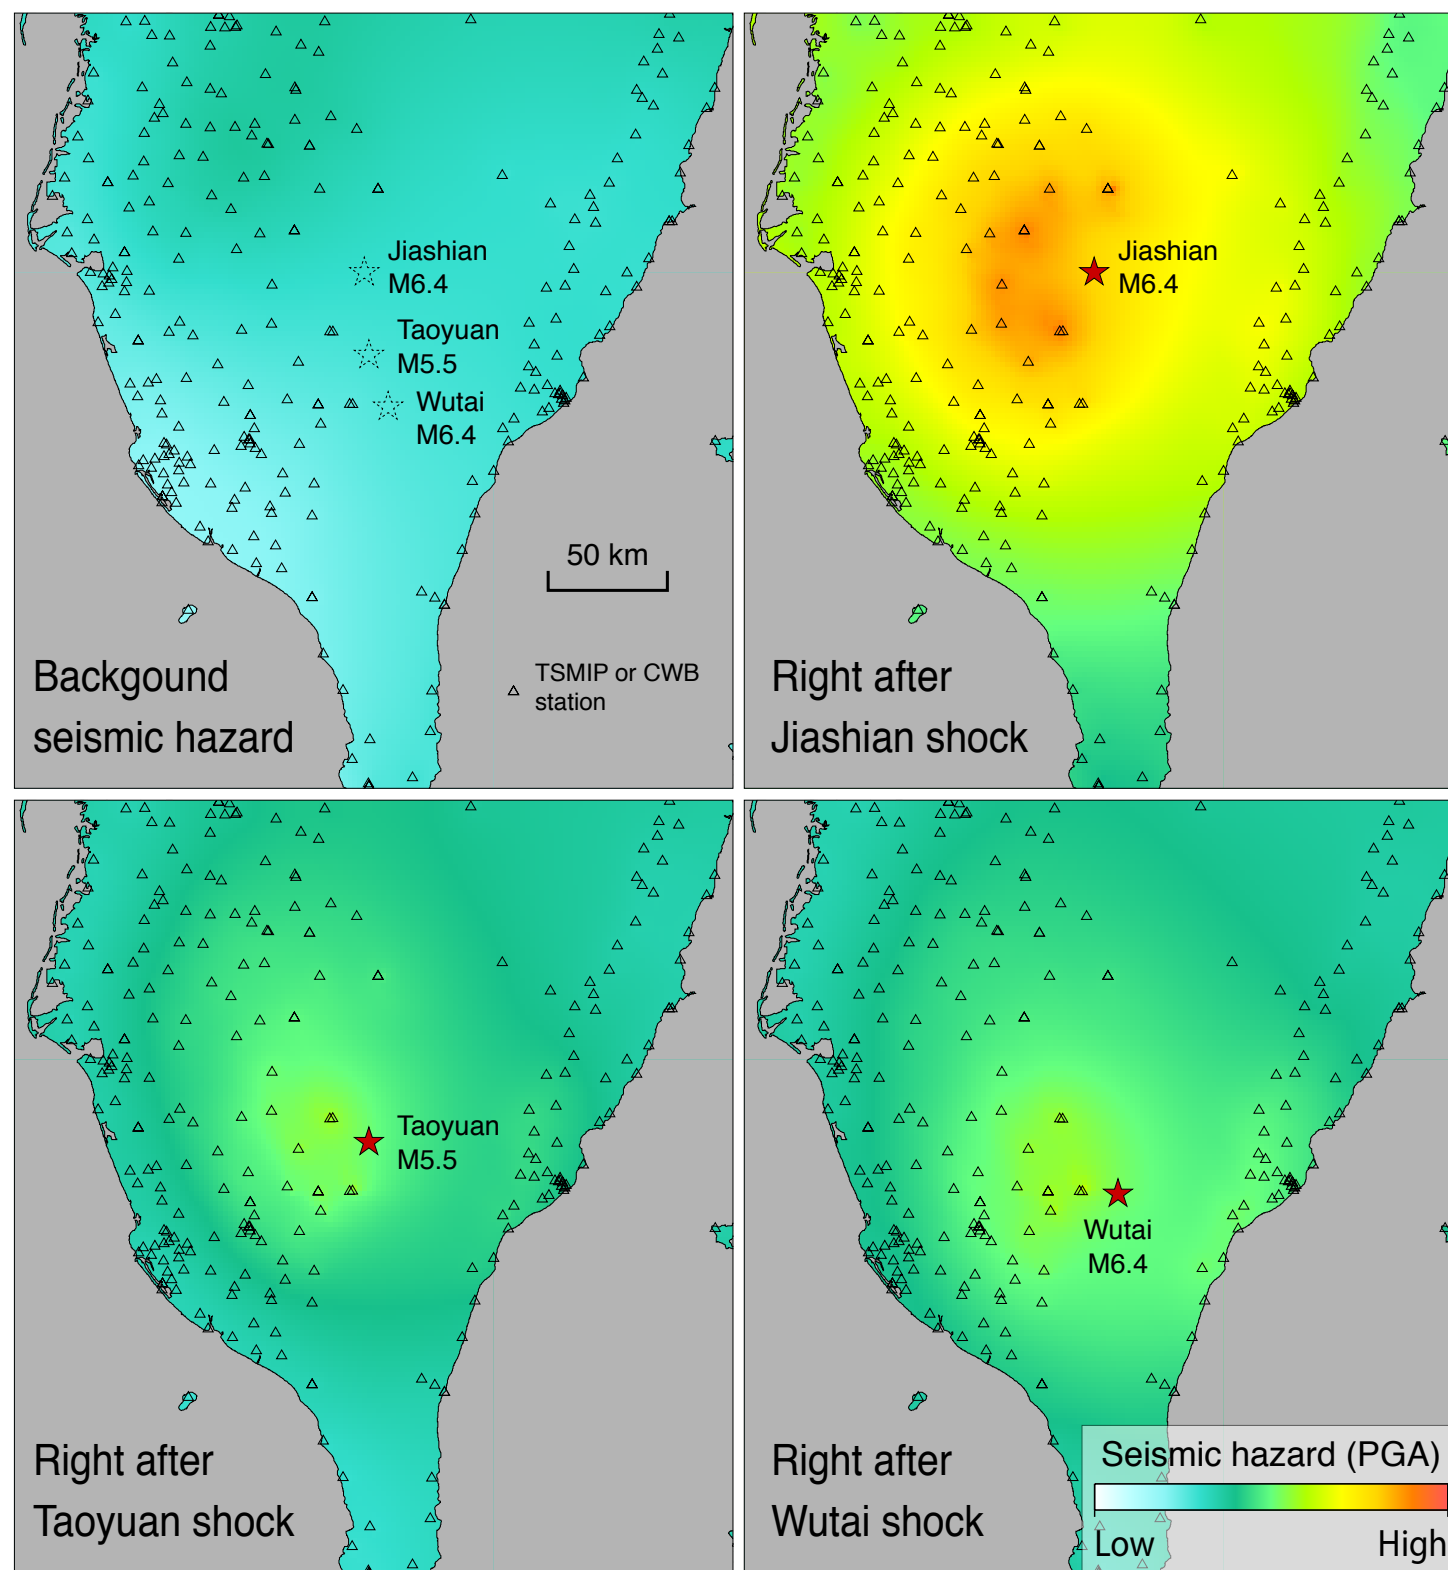 Jiashian
M6.4
Taoyuan
M5.5
Wutai
M6.4
50 km
TSMIP or CWB
station
Backgound
seismic hazard
Jiashian
M6.4
Right after
Jiashian shock
Taoyuan
M5.5
Right after
Taoyuan shock
Wutai
M6.4
Right after
Wutai shock
Seismic hazard (PGA)
Low High